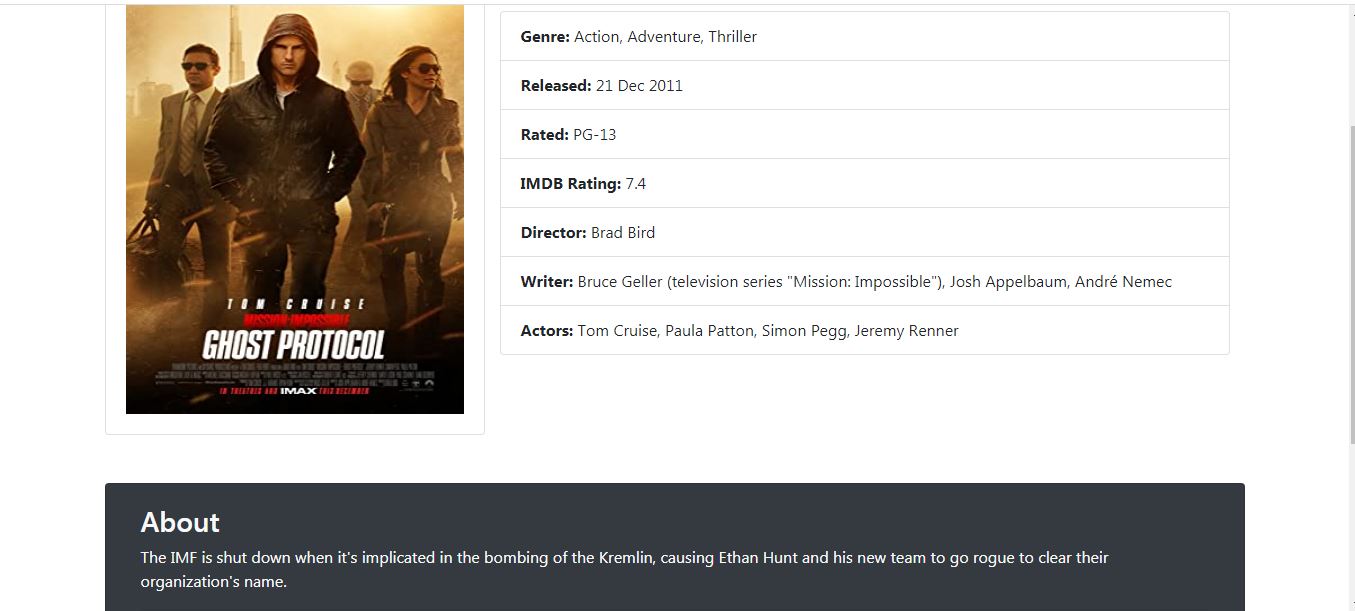 TOM CRUISE
MISSION: IMPOSSIBLE
GHOST PROTOCOL
IN THEATRES AND IMAX THIS DECEMBER
Genre: Action, Adventure, Thriller
Released: 21 Dec 2011
Rated: PG-13
IMDB Rating: 7.4
Director: Brad Bird
Writer: Bruce Geller (television series "Mission: Impossible"), Josh Appelbaum, André Nemec
Actors: Tom Cruise, Paula Patton, Simon Pegg, Jeremy Renner
About
The IMF is shut down when it's implicated in the bombing of the Kremlin, causing Ethan Hunt and his new team to go rogue to clear their
organization's name.